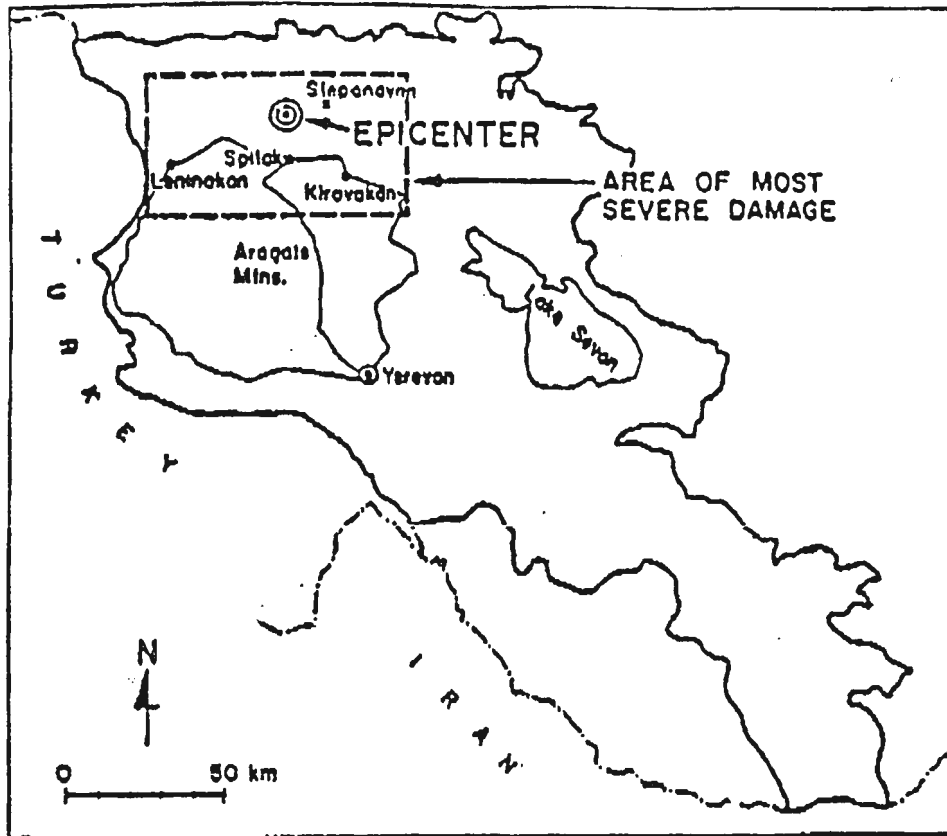 Stepanavan
EPICENTER
Spitak
Leninakan
Kirovakan
AREA OF MOST
SEVERE DAMAGE
Aragats
Mtns.
Lake Sevan
Yerevan
TURKEY
IRAN
N
0 50 km